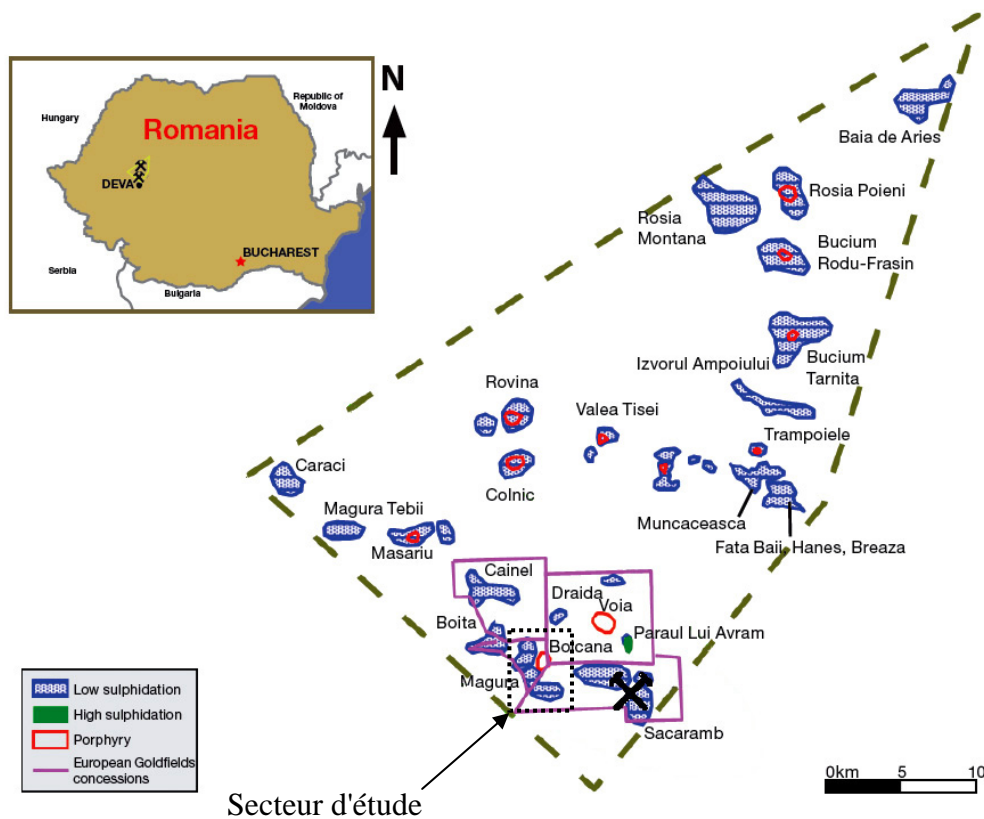 Hungary
Republic of
Moldova
Romania
DEVA
BUCHAREST
Serbia
Bulgaria
N
Baia de Aries
Rosia Poieni
Rosia
Montana
Bucium
Rodu-Frasin
Izvorul Ampoiului
Bucium
Tarnita
Rovina
Valea Tisei
Trampoiele
Caraci
Colnic
Magura Tebii
Muncaceasca
Masariu
Fata Baii, Hanes, Breaza
Cainel
Draida
Voia
Boita
Paraul Lui Avram
Bolcana
Magura
Sacaramb
Low sulphidation
High sulphidation
Porphyry
European Goldfields
concessions
0km 5 10
Secteur d'étude